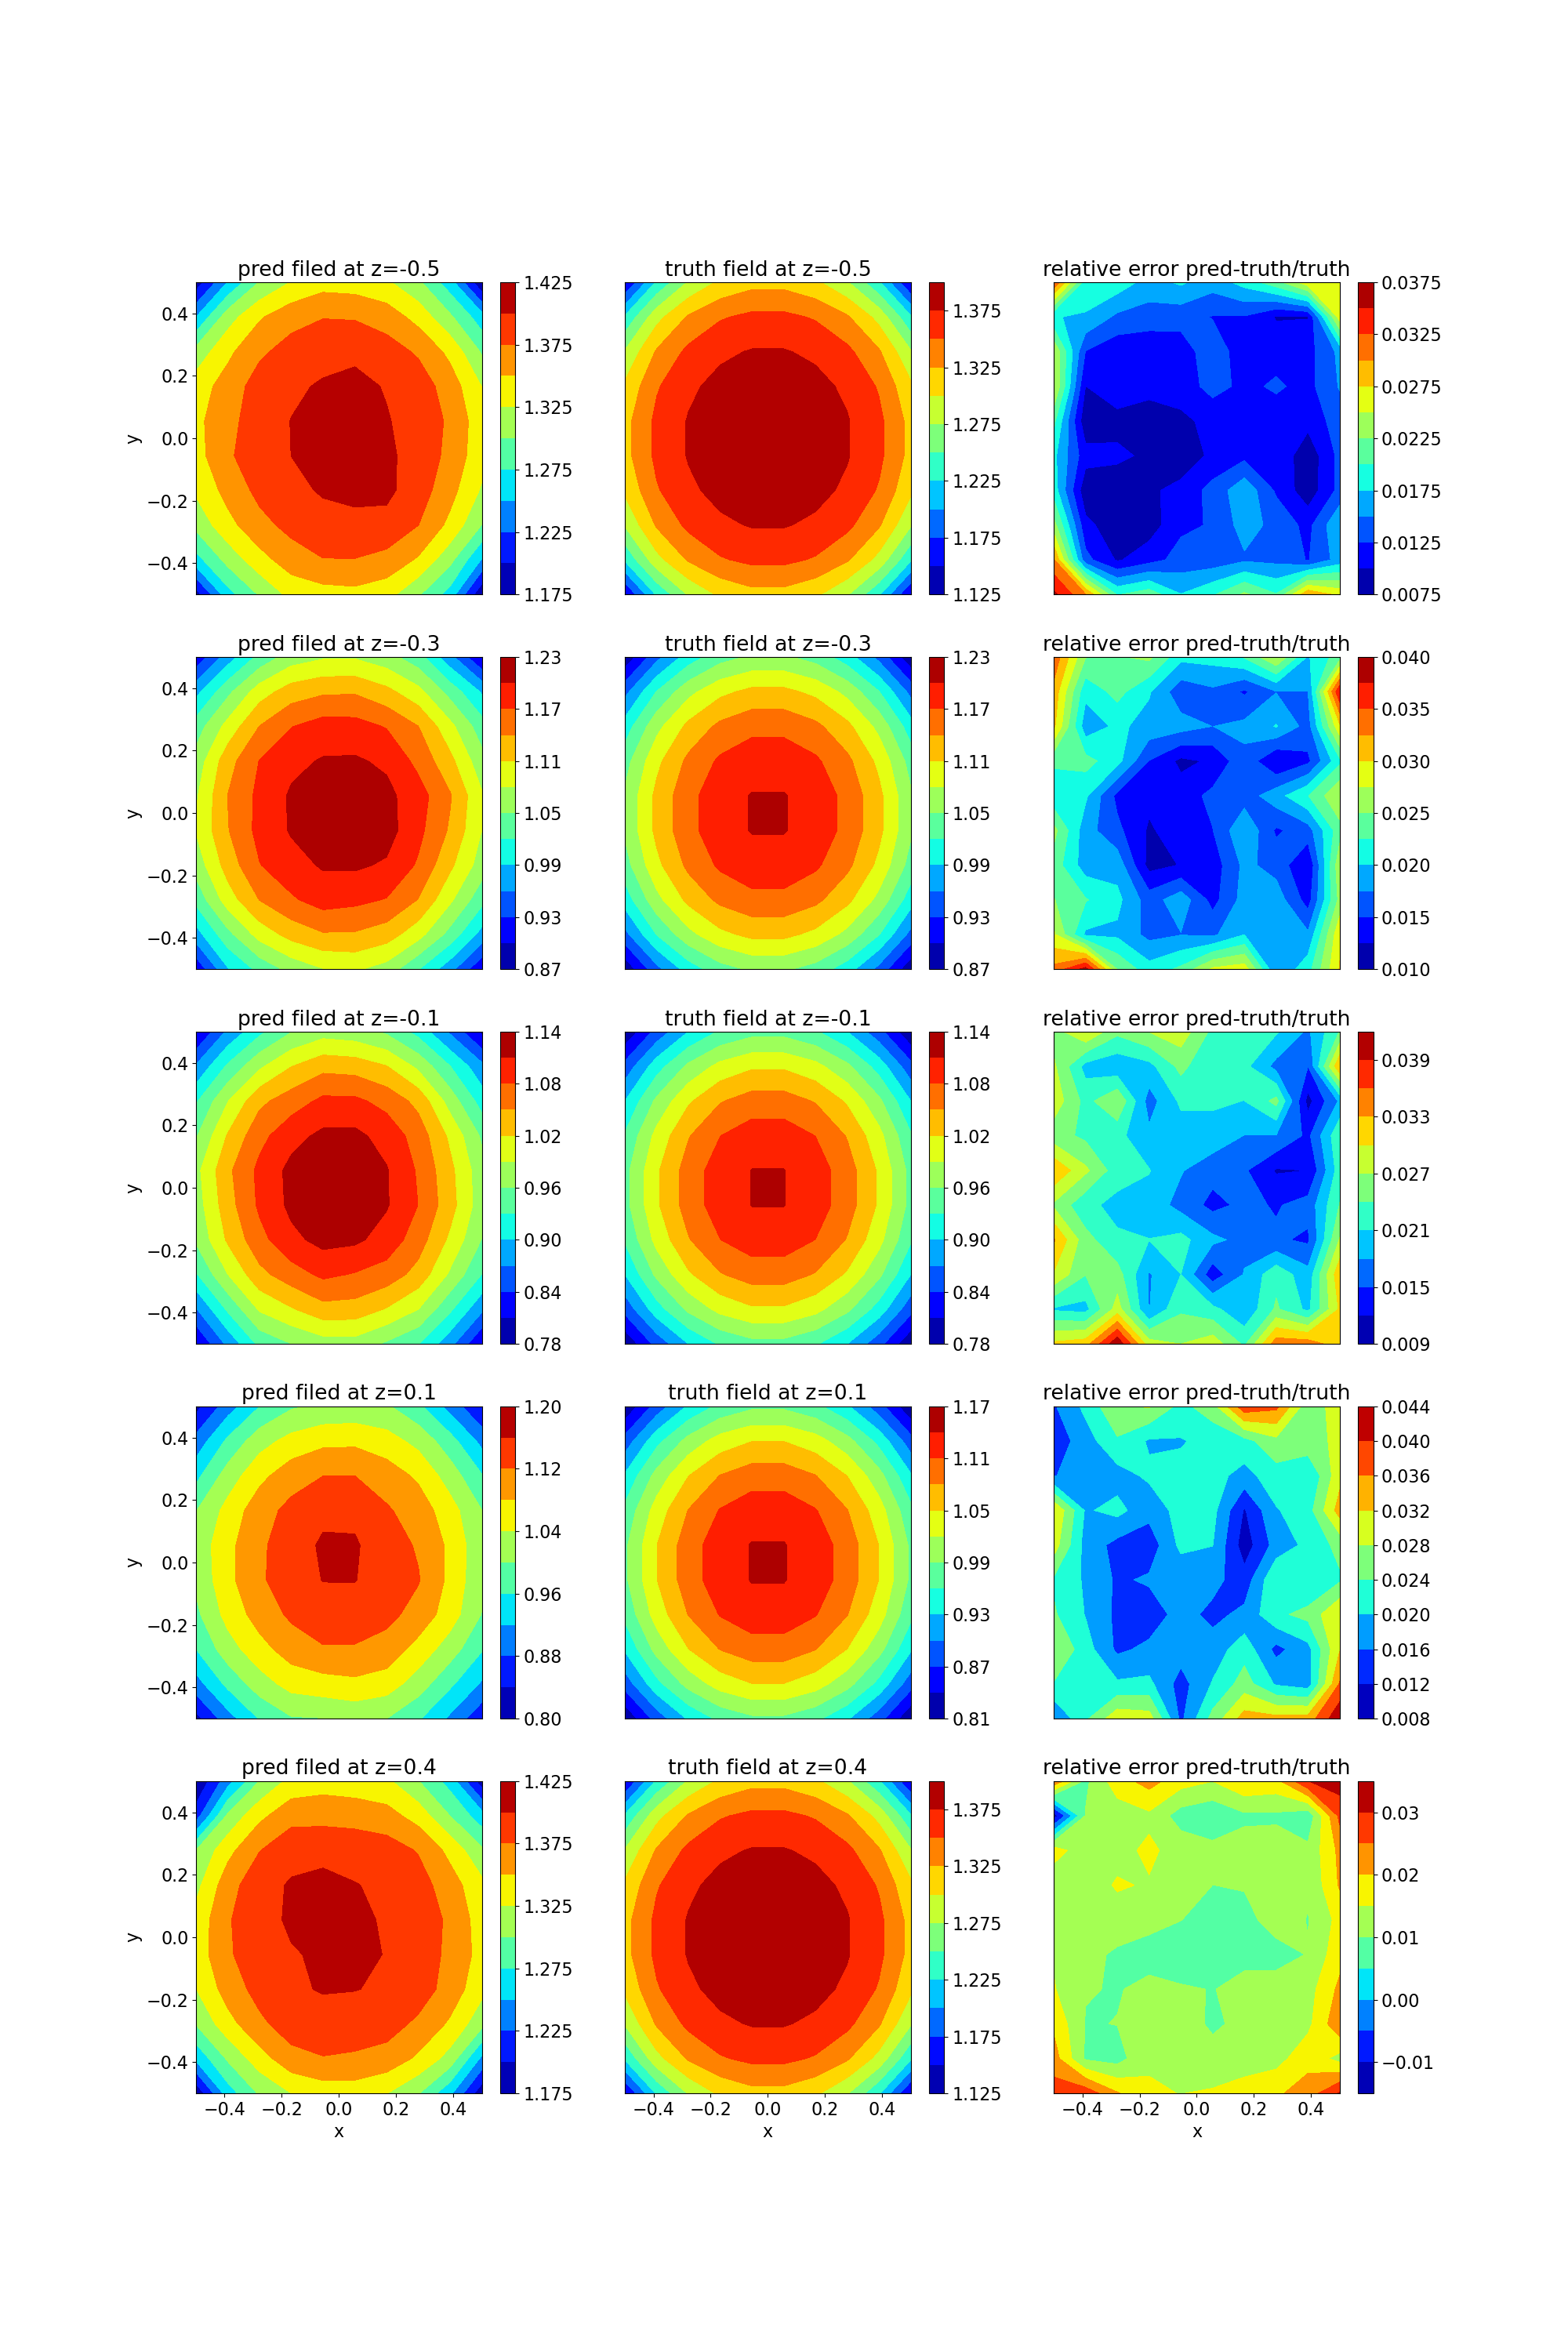 pred filed at z=-0.5 truth field at z=-0.5 relative error pred-truth/truth
0.4 0.2 0.0 −0.2 −0.4 y
1.425 1.375 1.325 1.275 1.225 1.175
1.375 1.325 1.275 1.225 1.175 1.125
0.0375 0.0325 0.0275 0.0225 0.0175 0.0125 0.0075
pred filed at z=-0.3 truth field at z=-0.3 relative error pred-truth/truth
0.4 0.2 0.0 −0.2 −0.4 y
1.23 1.17 1.11 1.05 0.99 0.93 0.87
1.23 1.17 1.11 1.05 0.99 0.93 0.87
0.040 0.035 0.030 0.025 0.020 0.015 0.010
pred filed at z=-0.1 truth field at z=-0.1 relative error pred-truth/truth
0.4 0.2 0.0 −0.2 −0.4 y
1.14 1.08 1.02 0.96 0.90 0.84 0.78
1.14 1.08 1.02 0.96 0.90 0.84 0.78
0.039 0.033 0.027 0.021 0.015 0.009
pred filed at z=0.1 truth field at z=0.1 relative error pred-truth/truth
0.4 0.2 0.0 −0.2 −0.4 y
1.20 1.12 1.04 0.96 0.88 0.80
1.17 1.11 1.05 0.99 0.93 0.87 0.81
0.044 0.040 0.036 0.032 0.028 0.024 0.020 0.016 0.012 0.008
pred filed at z=0.4 truth field at z=0.4 relative error pred-truth/truth
0.4 0.2 0.0 −0.2 −0.4 y
1.425 1.375 1.325 1.275 1.225 1.175
1.375 1.325 1.275 1.225 1.175 1.125
0.03 0.02 0.01 0.00 −0.01
−0.4 −0.2 0.0 0.2 0.4 −0.4 −0.2 0.0 0.2 0.4 −0.4 −0.2 0.0 0.2 0.4
x x x